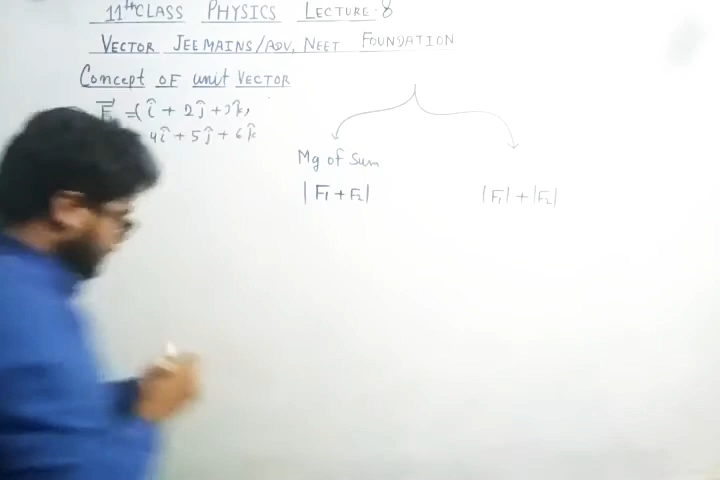 11th CLASS PHYSICS LECTURE-8
VECTOR JEE MAINS/ADV, NEET FOUNDATION
CONCEPT OF UNIT VECTOR
F⃗ =(î + 2ĵ + 3k̂)
4î + 5ĵ + 6k̂
Mg of Sum
|F₁ + F₂|
|F₁| + |F₂|